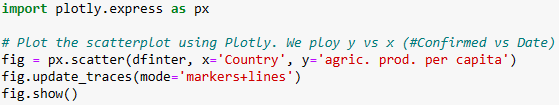 import plotly.express as px
# Plot the scatterplot using Plotly. We ploy y vs x (#Confirmed vs Date)
fig = px.scatter(dfinter, x='Country', y='agric. prod. per capita')
fig.update_traces(mode='markers+lines')
fig.show()